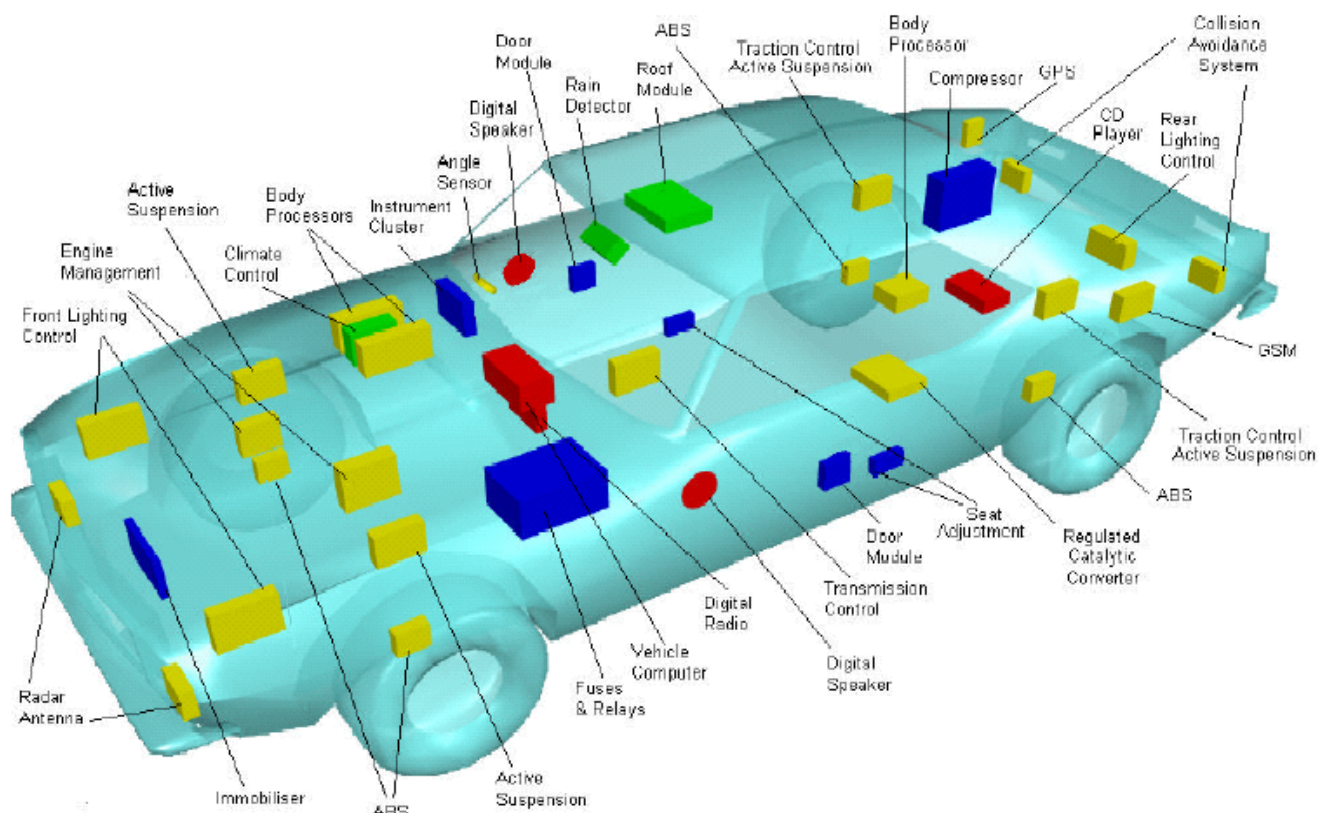 ABS
Body
Processor
Collision
Avoidance
System
Door
Module
Traction Control
Active Suspension
Roof
Module
Compressor
GPS
Rain
Detector
Digital
Speaker
CD
Player
Rear
Lighting
Control
Angle
Sensor
Active
Suspension
Body
Processors
Instrument
Cluster
Engine
Management
Climate
Control
Front Lighting
Control
GSM
Traction Control
Active Suspension
ABS
Seat
Adjustment
Door
Module
Regulated
Catalytic
Converter
Transmission
Control
Digital
Radio
Vehicle
Computer
Digital
Speaker
Fuses
& Relays
Radar
Antenna
Active
Suspension
Immobiliser
ABS